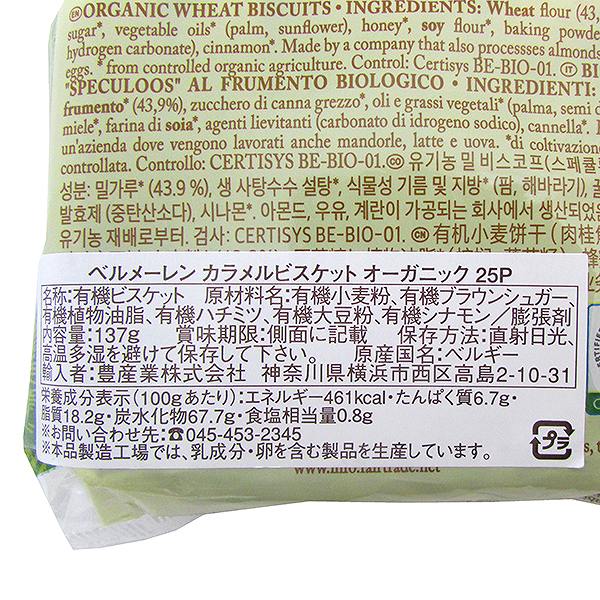 EN ORGANIC WHEAT BISCUITS • INGREDIENTS: Wheat flour (43,
sugar*, vegetable oils* (palm, sunflower), honey*, soy flour*, baking powder
hydrogen carbonate), cinnamon*. Made by a company that also processses almonds
eggs. *from controlled organic agriculture. Control: Certisys BE-BIO-01. IT BI
"SPECULOOS" AL FRUMENTO BIOLOGICO • INGREDIENTI:
frumento* (43,9%), zucchero di canna grezzo*, oli e grassi vegetali* (palma, semi d
miele*, farina di soia*, agenti lievitanti (carbonato di idrogeno sodico), cannella*.
un'azienda dove vengono lavorati anche mandorle, latte e uova. *di coltivazione
controllata. Controllo: CERTISYS BE-BIO-01. 유기농 밀 비스코프 (스페큘
성분: 밀가루* (43.9 %), 생 사탕수수 설탕*, 식물성 기름 및 지방* (팜, 해바라기),
발효제 (중탄산소다), 시나몬*. 아몬드, 우유, 계란이 가공되는 회사에서 생산되었
유기농 재배로부터. 검사: CERTISYS BE-BIO-01. CN 有机小麦饼干 (肉桂
ベルメーレン カラメルビスケット オーガニック 25P
名称:有機ビスケット 原材料名:有機小麦粉、有機ブラウンシュガー、
有機植物油脂、有機ハチミツ、有機大豆粉、有機シナモン/膨張剤
内容量:137g 賞味期限:側面に記載 保存方法:直射日光、
高温多湿を避けて保存して下さい。 原産国名:ベルギー
輸入者:豊産業株式会社 神奈川県横浜市西区高島2-10-31
栄養成分表示(100gあたり):エネルギー461kcal・たんぱく質6.7g・
脂質18.2g・炭水化物67.7g・食塩相当量0.8g
※お問い合わせ先:☎045-453-2345
※本品製造工場では、乳成分・卵を含む製品を生産しています。
プラ
www.info.fairtrade.net